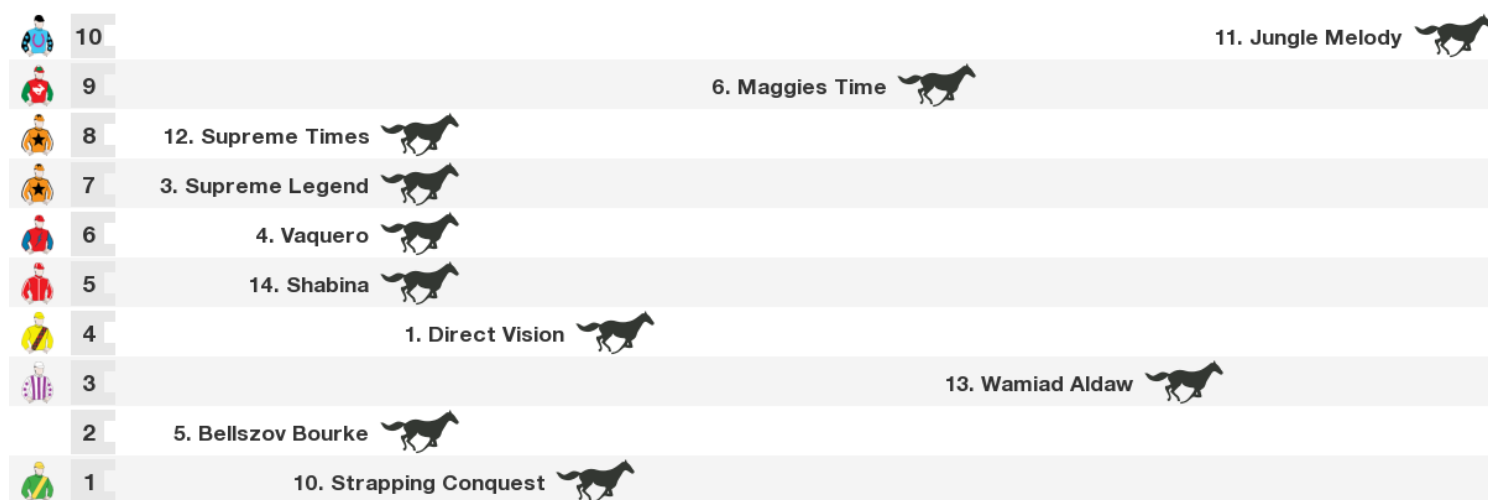 10 11. Jungle Melody
9 6. Maggies Time
8 12. Supreme Times
7 3. Supreme Legend
6 4. Vaquero
5 14. Shabina
4 1. Direct Vision
3 13. Wamiad Aldaw
2 5. Bellszov Bourke
1 10. Strapping Conquest